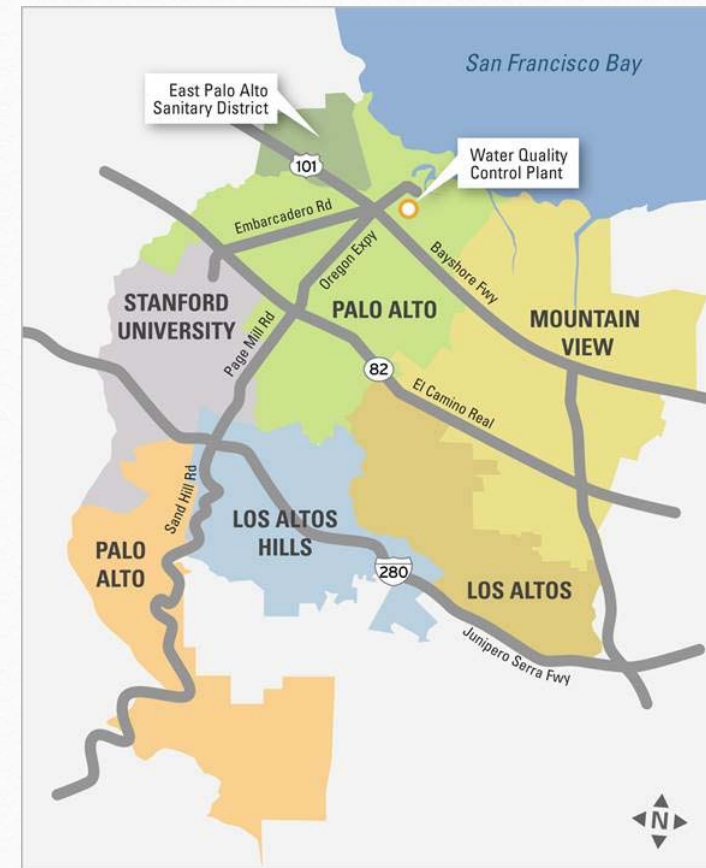 San Francisco Bay
East Palo Alto
Sanitary District
101
Water Quality
Control Plant
Embarcadero Rd
Oregon Expy
Bayshore Fwy
STANFORD
UNIVERSITY
PALO ALTO
MOUNTAIN
VIEW
Page Mill Rd
82
El Camino Real
Sand Hill Rd
LOS ALTOS
HILLS
PALO
ALTO
280
LOS ALTOS
Junipero Serra Fwy
N